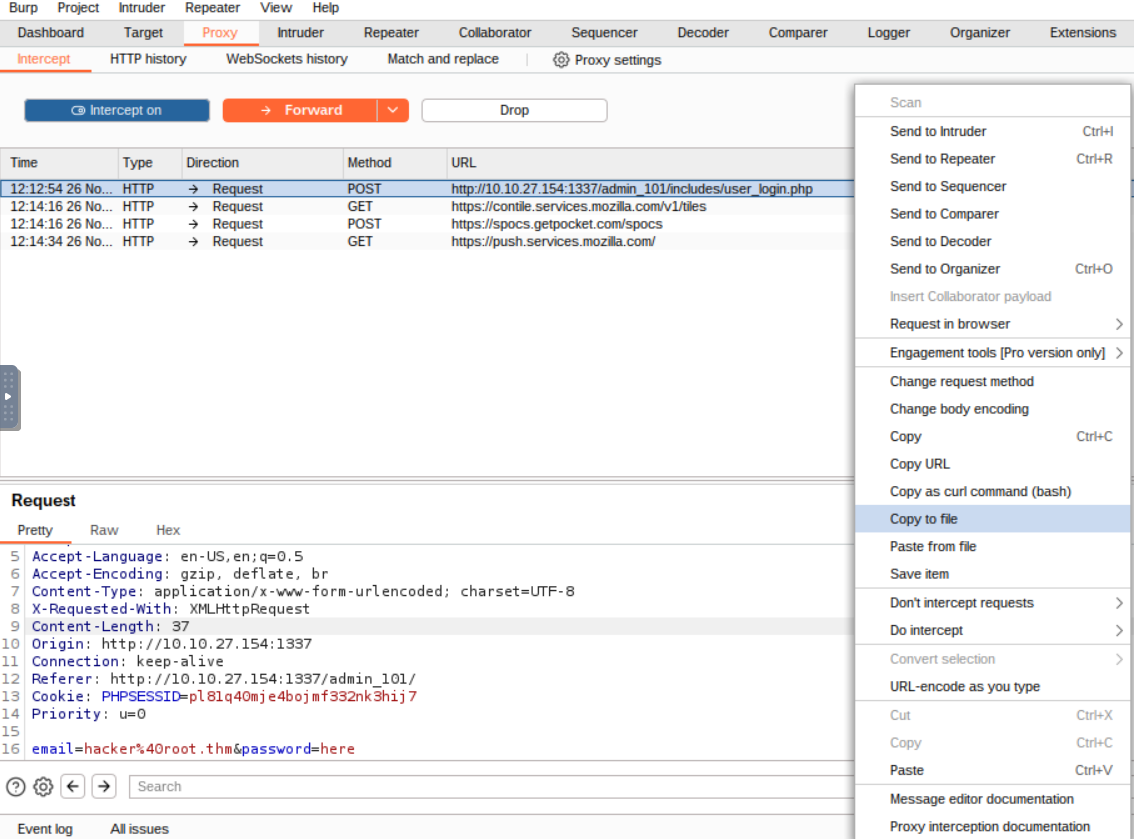 Burp Project Intruder Repeater View Help
Dashboard Target Proxy Intruder Repeater Collaborator Sequencer Decoder Comparer Logger Organizer Extensions
Intercept HTTP history WebSockets history Match and replace Proxy settings
Intercept on Forward Drop
Time Type Direction Method URL
12:12:54 26 No... HTTP → Request POST http://10.10.27.154:1337/admin_101/includes/user_login.php
12:14:16 26 No... HTTP → Request GET https://contile.services.mozilla.com/v1/tiles
12:14:16 26 No... HTTP → Request POST https://spocs.getpocket.com/spocs
12:14:34 26 No... HTTP → Request GET https://push.services.mozilla.com/
Request
Pretty Raw Hex
5 Accept-Language: en-US,en;q=0.5
6 Accept-Encoding: gzip, deflate, br
7 Content-Type: application/x-www-form-urlencoded; charset=UTF-8
8 X-Requested-With: XMLHttpRequest
9 Content-Length: 37
10 Origin: http://10.10.27.154:1337
11 Connection: keep-alive
12 Referer: http://10.10.27.154:1337/admin_101/
13 Cookie: PHPSESSID=pl81q40mje4bojmf332nk3hij7
14 Priority: u=0
15
16 email=hacker%40root.thm&password=here
Search
Event log All issues
Scan
Send to Intruder Ctrl+I
Send to Repeater Ctrl+R
Send to Sequencer
Send to Comparer
Send to Decoder
Send to Organizer Ctrl+O
Insert Collaborator payload
Request in browser
Engagement tools [Pro version only]
Change request method
Change body encoding
Copy Ctrl+C
Copy URL
Copy as curl command (bash)
Copy to file
Paste from file
Save item
Don't intercept requests
Do intercept
Convert selection
URL-encode as you type
Cut Ctrl+X
Copy Ctrl+C
Paste Ctrl+V
Message editor documentation
Proxy interception documentation